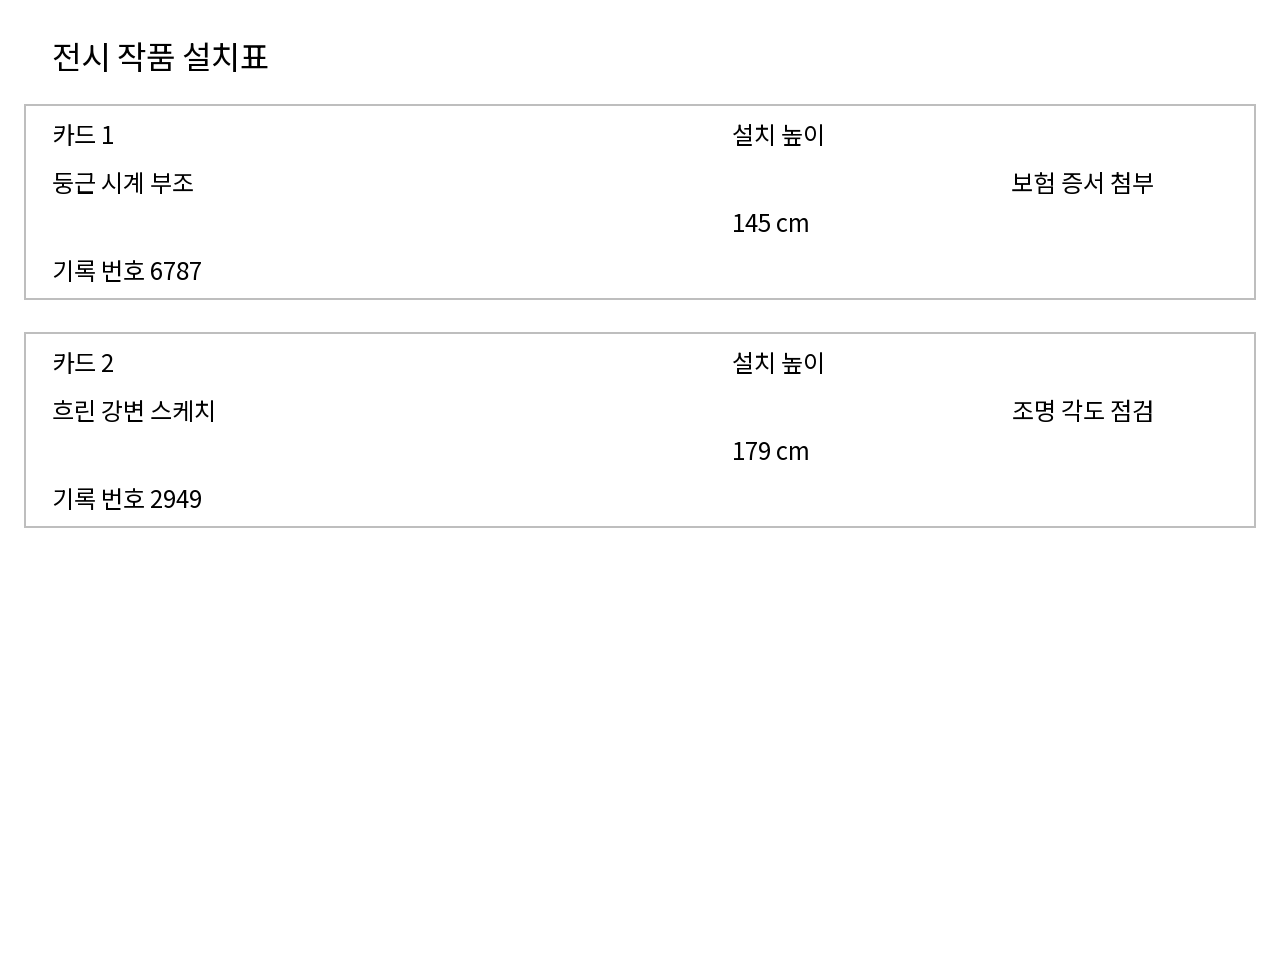 전시 작품 설치표
카드 1
설치 높이
둥근 시계 부조
보험 증서 첨부
145 cm
기록 번호 6787
카드 2
설치 높이
흐린 강변 스케치
조명 각도 점검
179 cm
기록 번호 2949